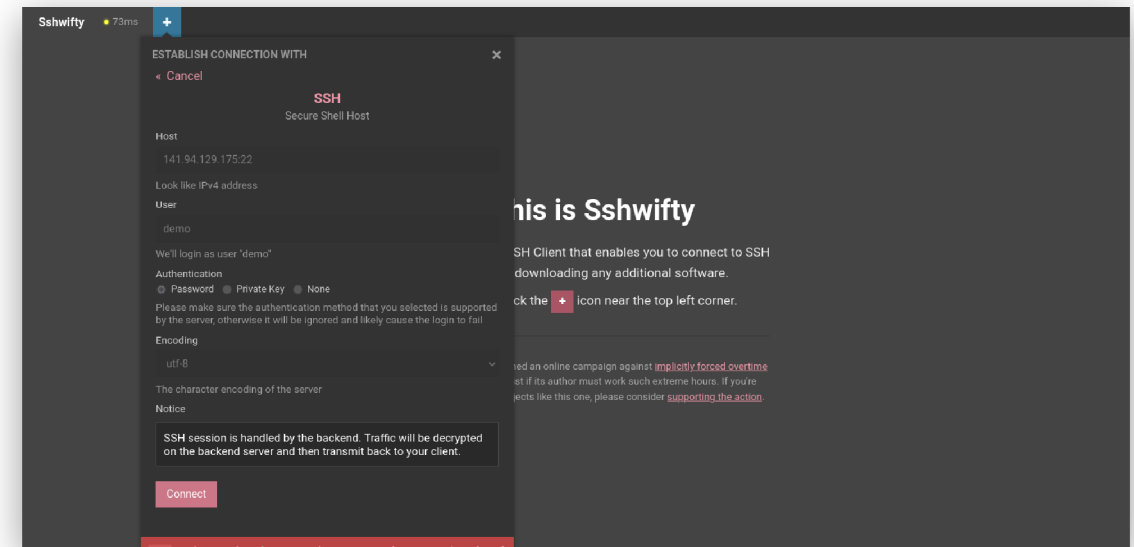 Sshwifty 73ms +
ESTABLISH CONNECTION WITH ×
« Cancel
SSH
Secure Shell Host
Host
141.94.129.175:22
Look like IPv4 address
User
demo
We'll login as user "demo"
Authentication
Password Private Key None
Please make sure the authentication method that you selected is supported
by the server, otherwise it will be ignored and likely cause the login to fail
Encoding
utf-8
The character encoding of the server
Notice
SSH session is handled by the backend. Traffic will be decrypted
on the backend server and then transmit back to your client.
Connect
his is Sshwifty
SH Client that enables you to connect to SSH
downloading any additional software.
ck the + icon near the top left corner.
ed an online campaign against implicitly forced overtime
st if its author must work such extreme hours. If you're
jects like this one, please consider supporting the action.